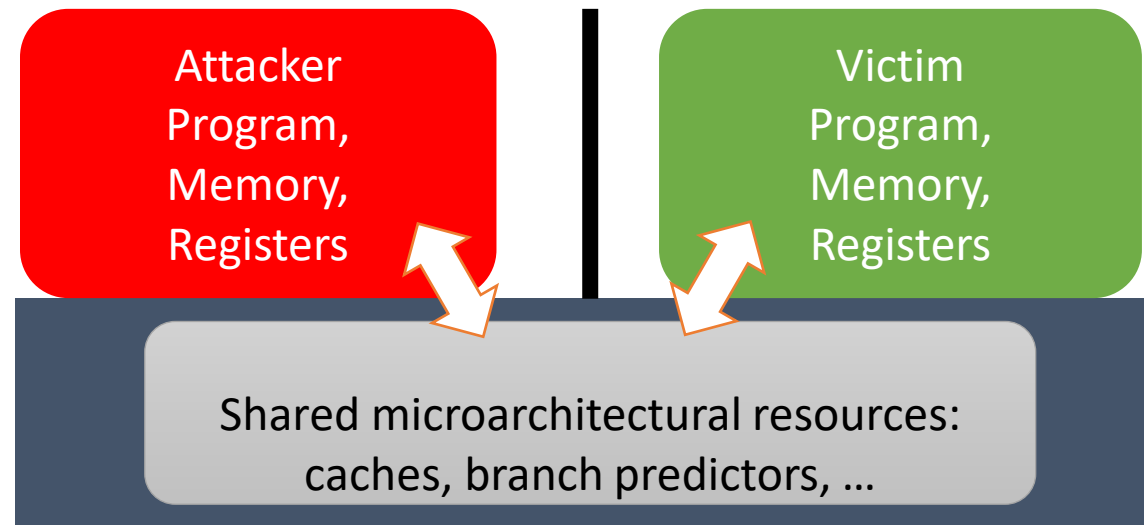 Attacker
Program,
Memory,
Registers
Victim
Program,
Memory,
Registers
Shared microarchitectural resources:
caches, branch predictors, …